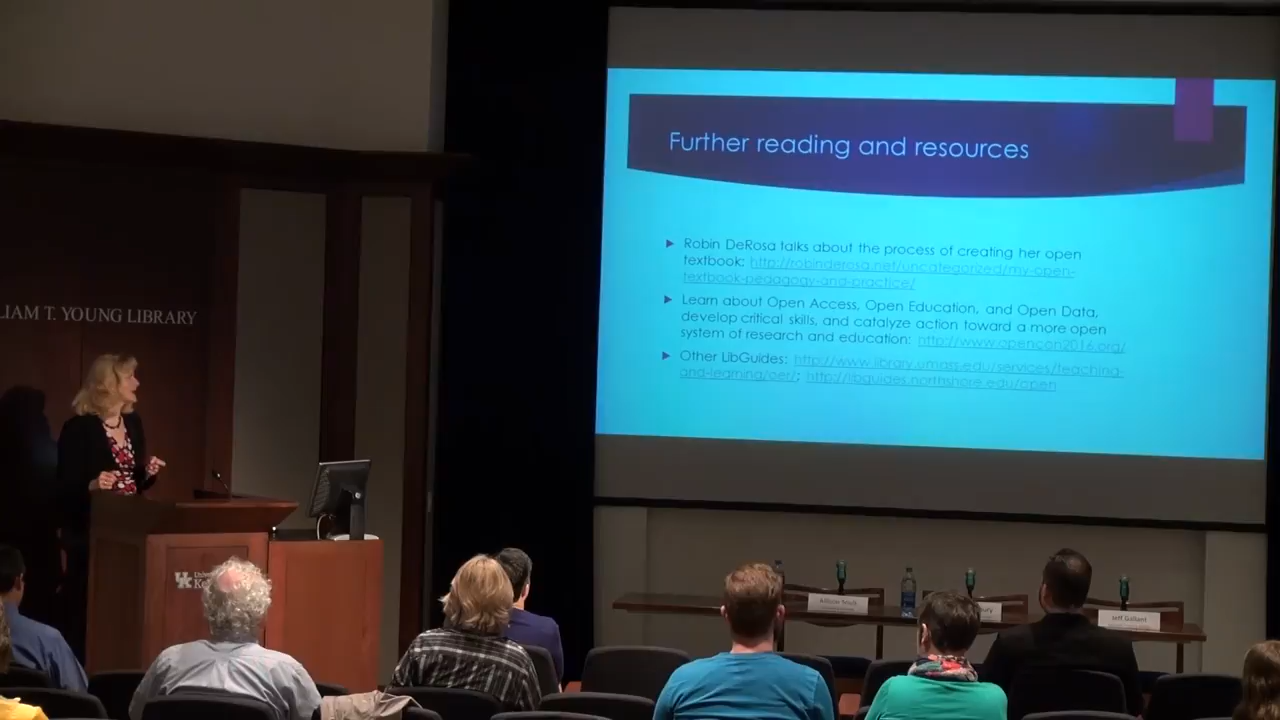 Further reading and resources
Robin DeRosa talks about the process of creating her open
textbook: http://robinderosa.net/uncategorized/my-open-
textbook-pedagogy-and-practice/
Learn about Open Access, Open Education, and Open Data,
develop critical skills, and catalyze action toward a more open
system of research and education: http://www.opencon2016.org/
Other LibGuides: http://www.library.umass.edu/services/teaching-
and-learning/oer/; http://libguides.northshore.edu/open
LIAM T. YOUNG LIBRARY
UK
Jeff Gallant